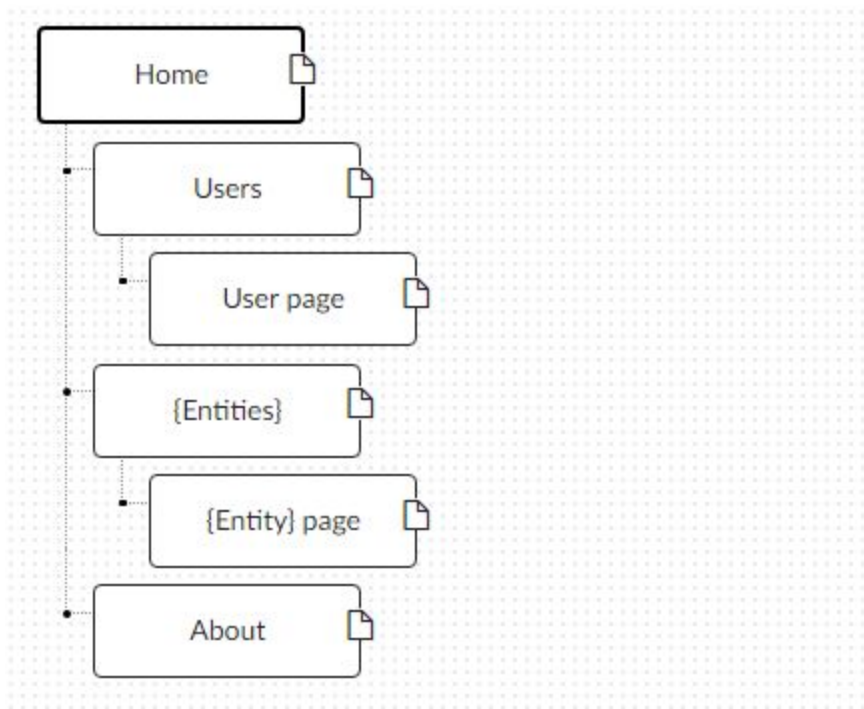 Home
Users
User page
{Entities}
{Entity} page
About